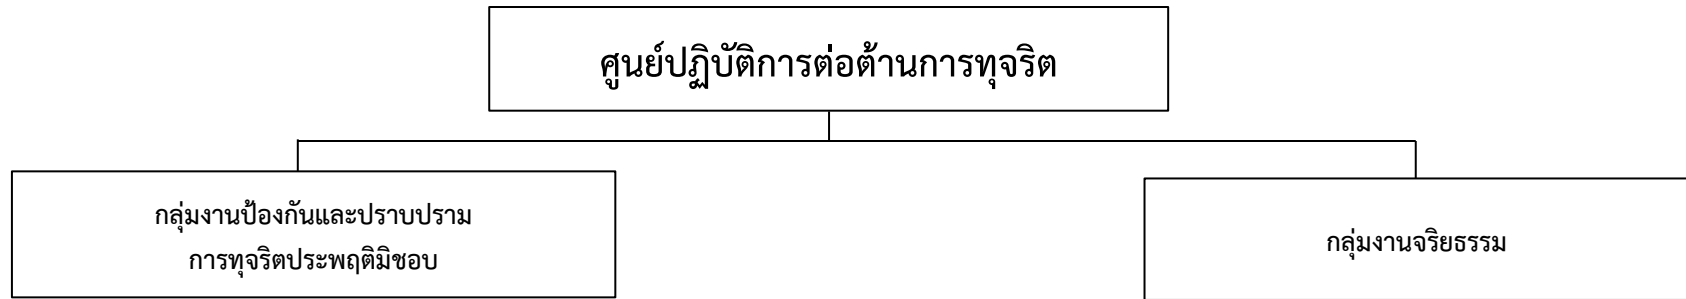 ศูนย์ปฏิบัติการต่อต้านการทุจริต
กลุ่มงานป้องกันและปราบปราม
การทุจริตประพฤติมิชอบ
กลุ่มงานจริยธรรม